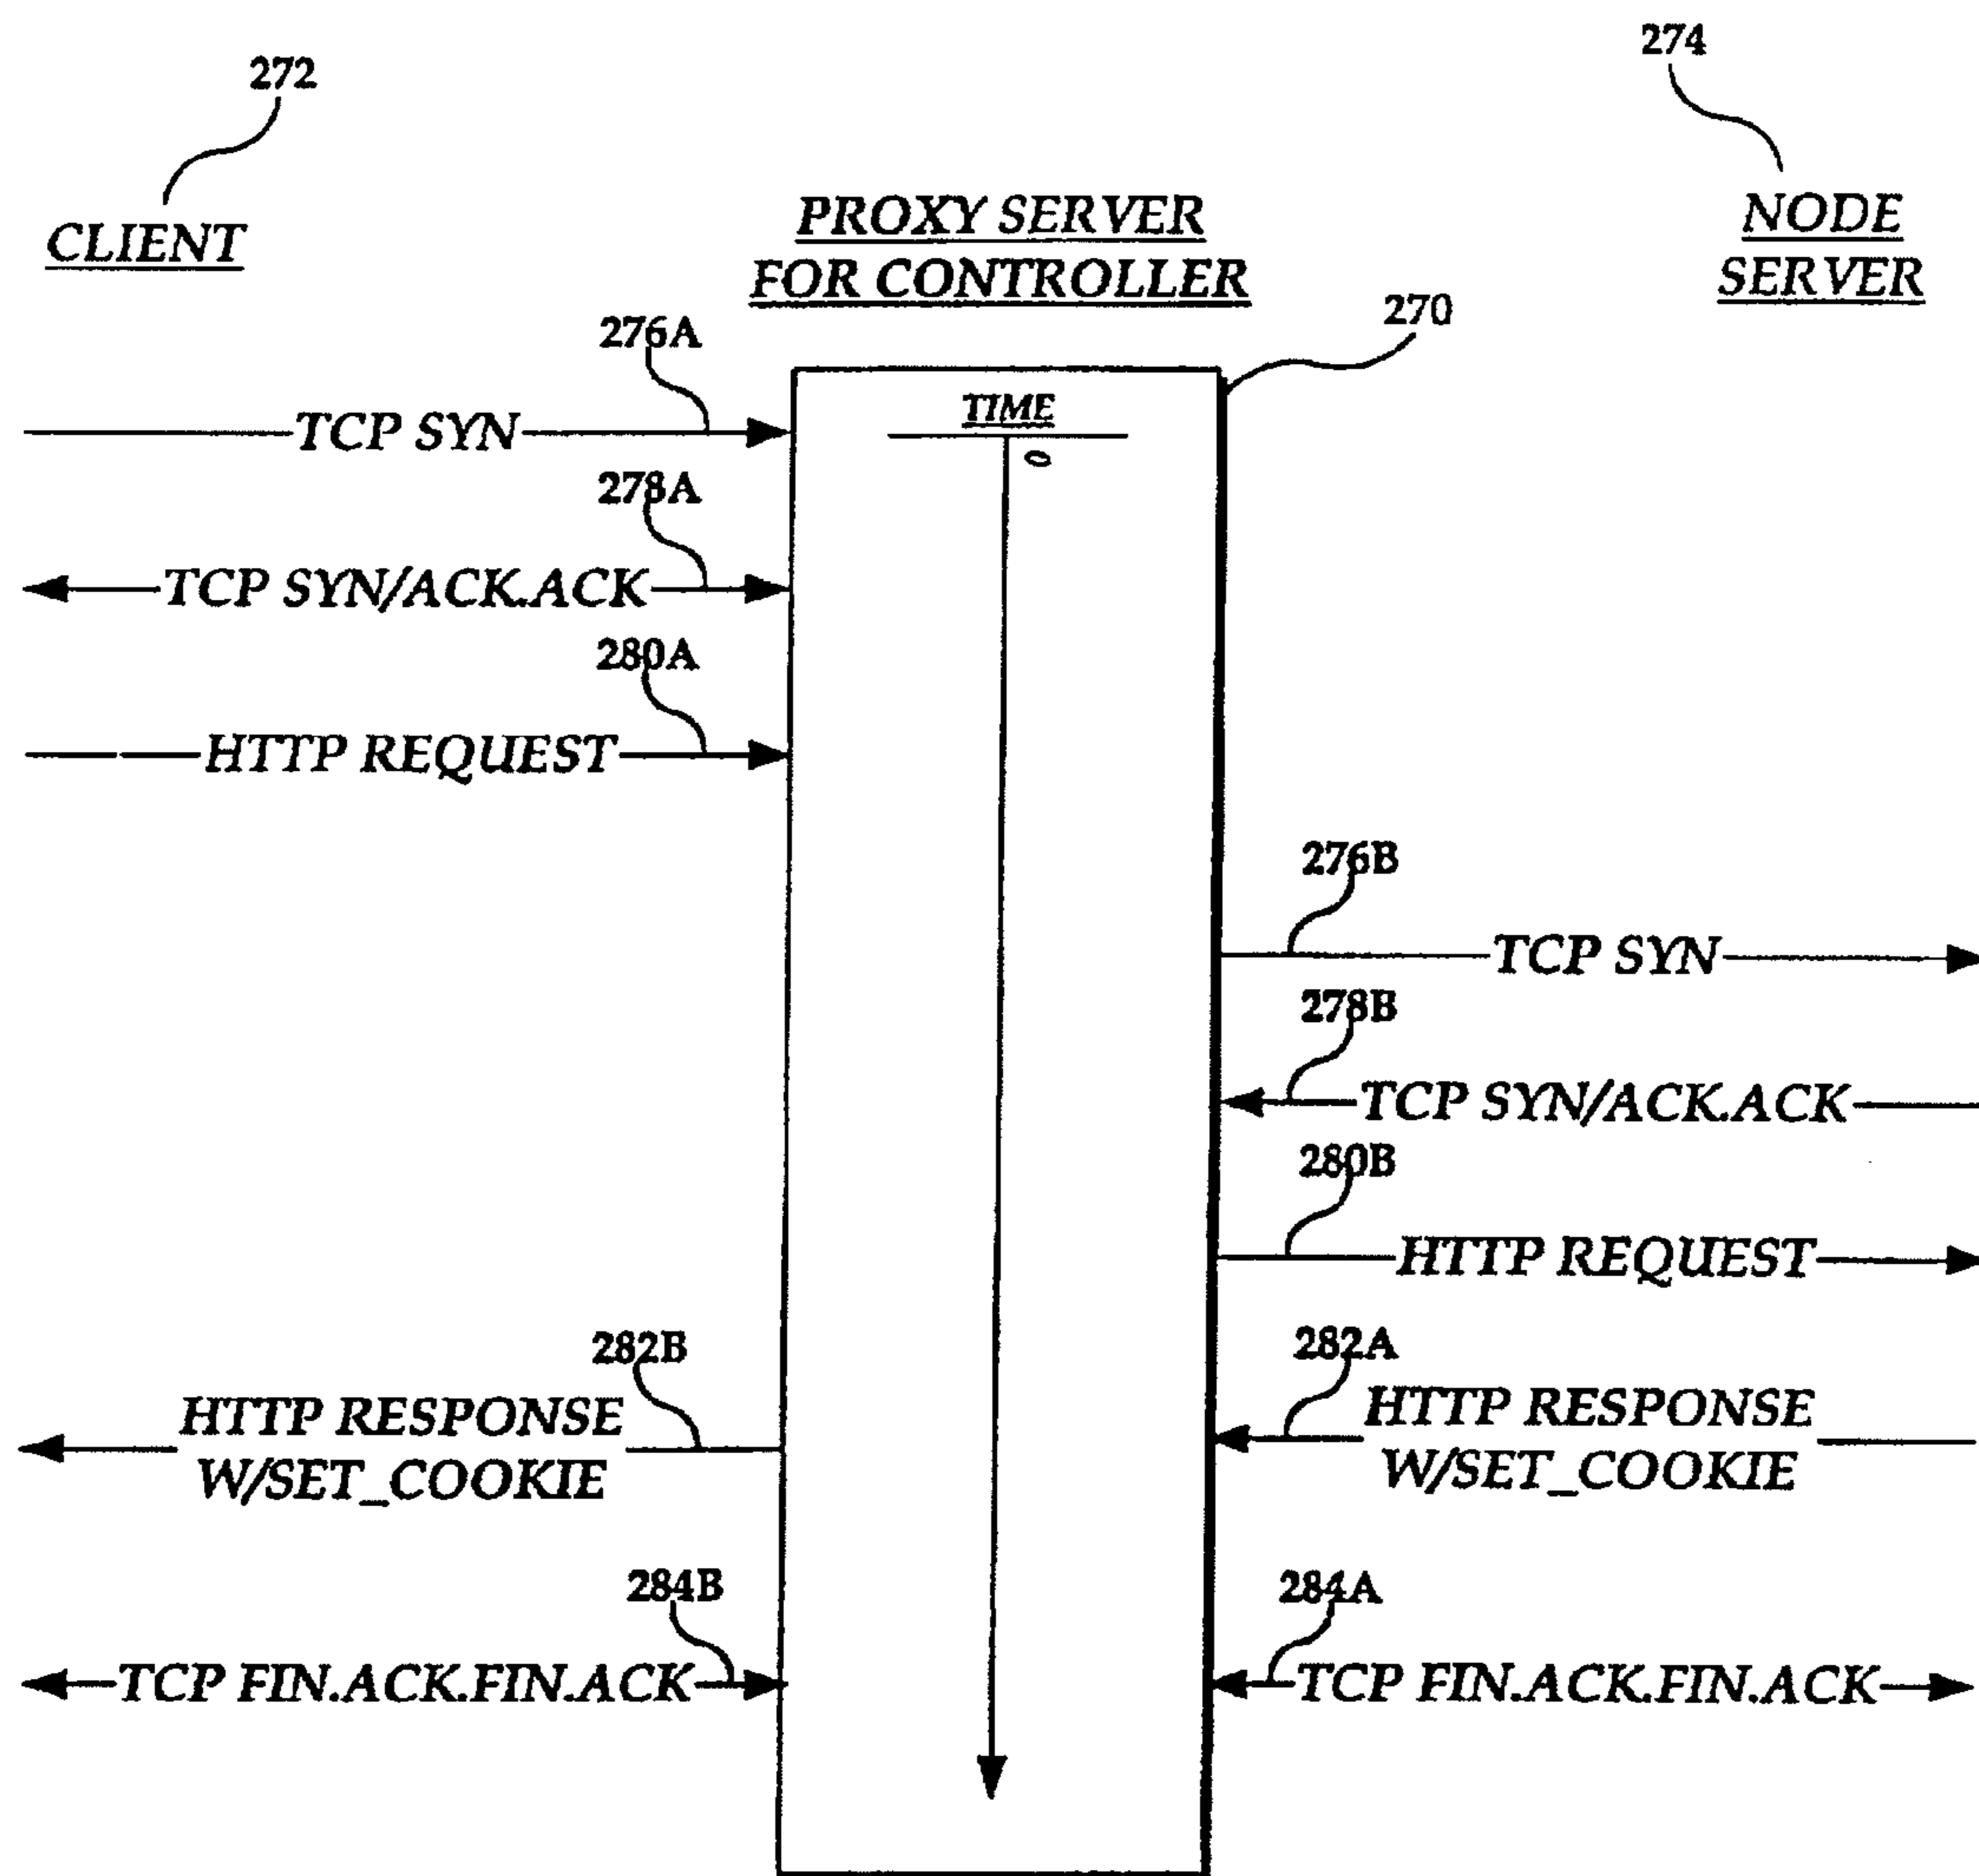 272
274
CLIENT
PROXY SERVER
FOR CONTROLLER
NODE
SERVER
270
276A
TIME
0
TCP SYN
278A
TCP SYN/ACK.ACK
280A
HTTP REQUEST
276B
TCP SYN
278B
TCP SYN/ACK.ACK
280B
HTTP REQUEST
282B
HTTP RESPONSE
W/SET_COOKIE
282A
HTTP RESPONSE
W/SET_COOKIE
284B
TCP FIN.ACK.FIN.ACK
284A
TCP FIN.ACK.FIN.ACK